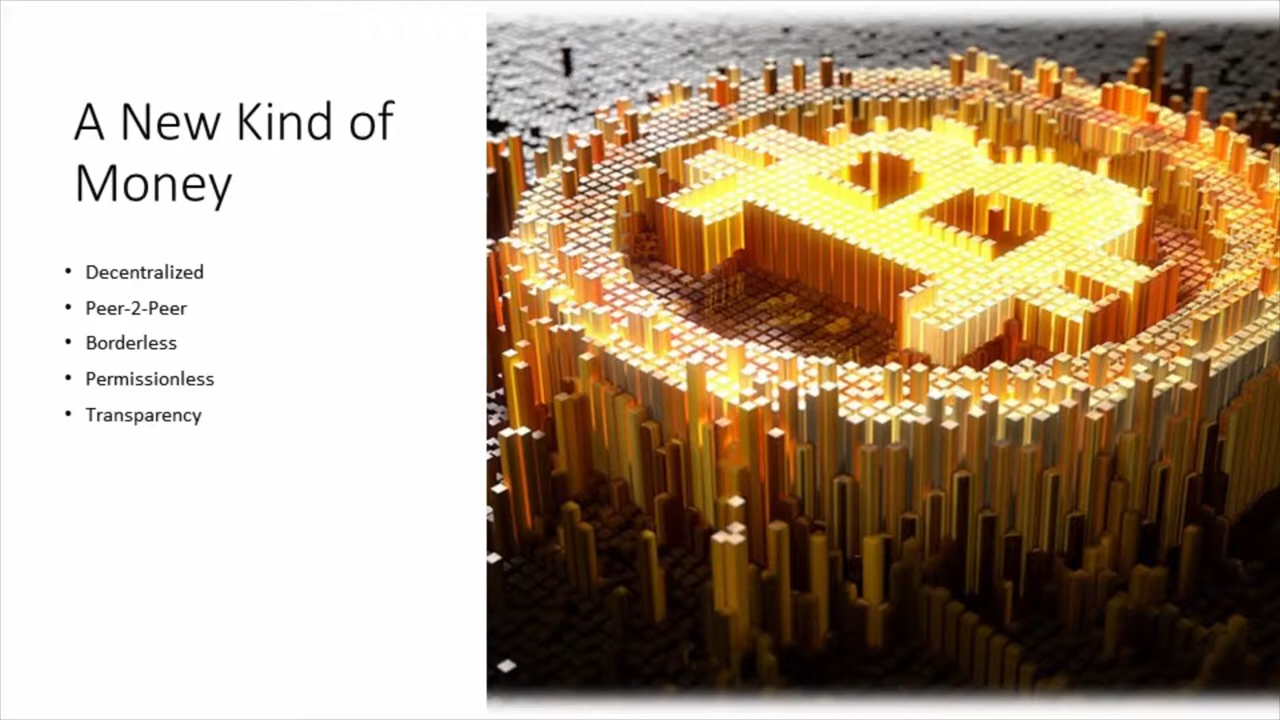 A New Kind of
Money
• Decentralized
• Peer-2-Peer
• Borderless
• Permissionless
• Transparency